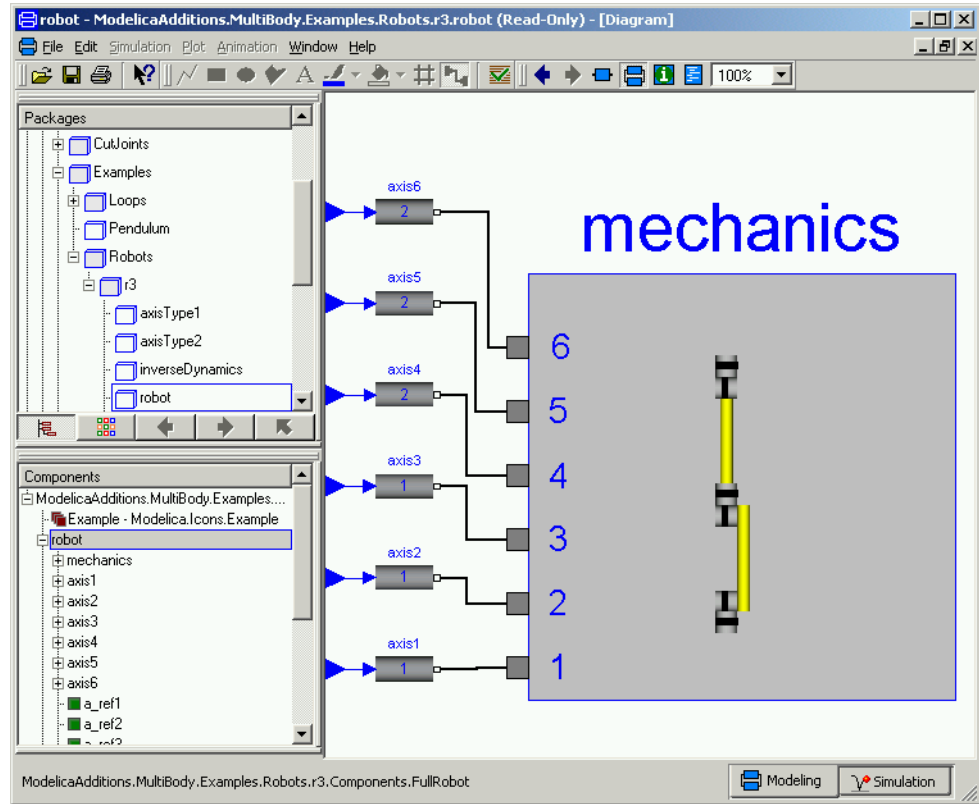 robot - ModelicaAdditions.MultiBody.Examples.Robots.r3.robot (Read-Only) - [Diagram]
File Edit Simulation Plot Animation Window Help
100%
Packages
CutJoints
Examples
Loops
Pendulum
Robots
r3
axisType1
axisType2
inverseDynamics
robot
Components
ModelicaAdditions.MultiBody.Examples....
Example - Modelica.Icons.Example
robot
mechanics
axis1
axis2
axis3
axis4
axis5
axis6
a_ref1
a_ref2
a_ref3
axis6
2
axis5
2
axis4
2
axis3
1
axis2
1
axis1
1
mechanics
6
5
4
3
2
1
ModelicaAdditions.MultiBody.Examples.Robots.r3.Components.FullRobot
Modeling
Simulation